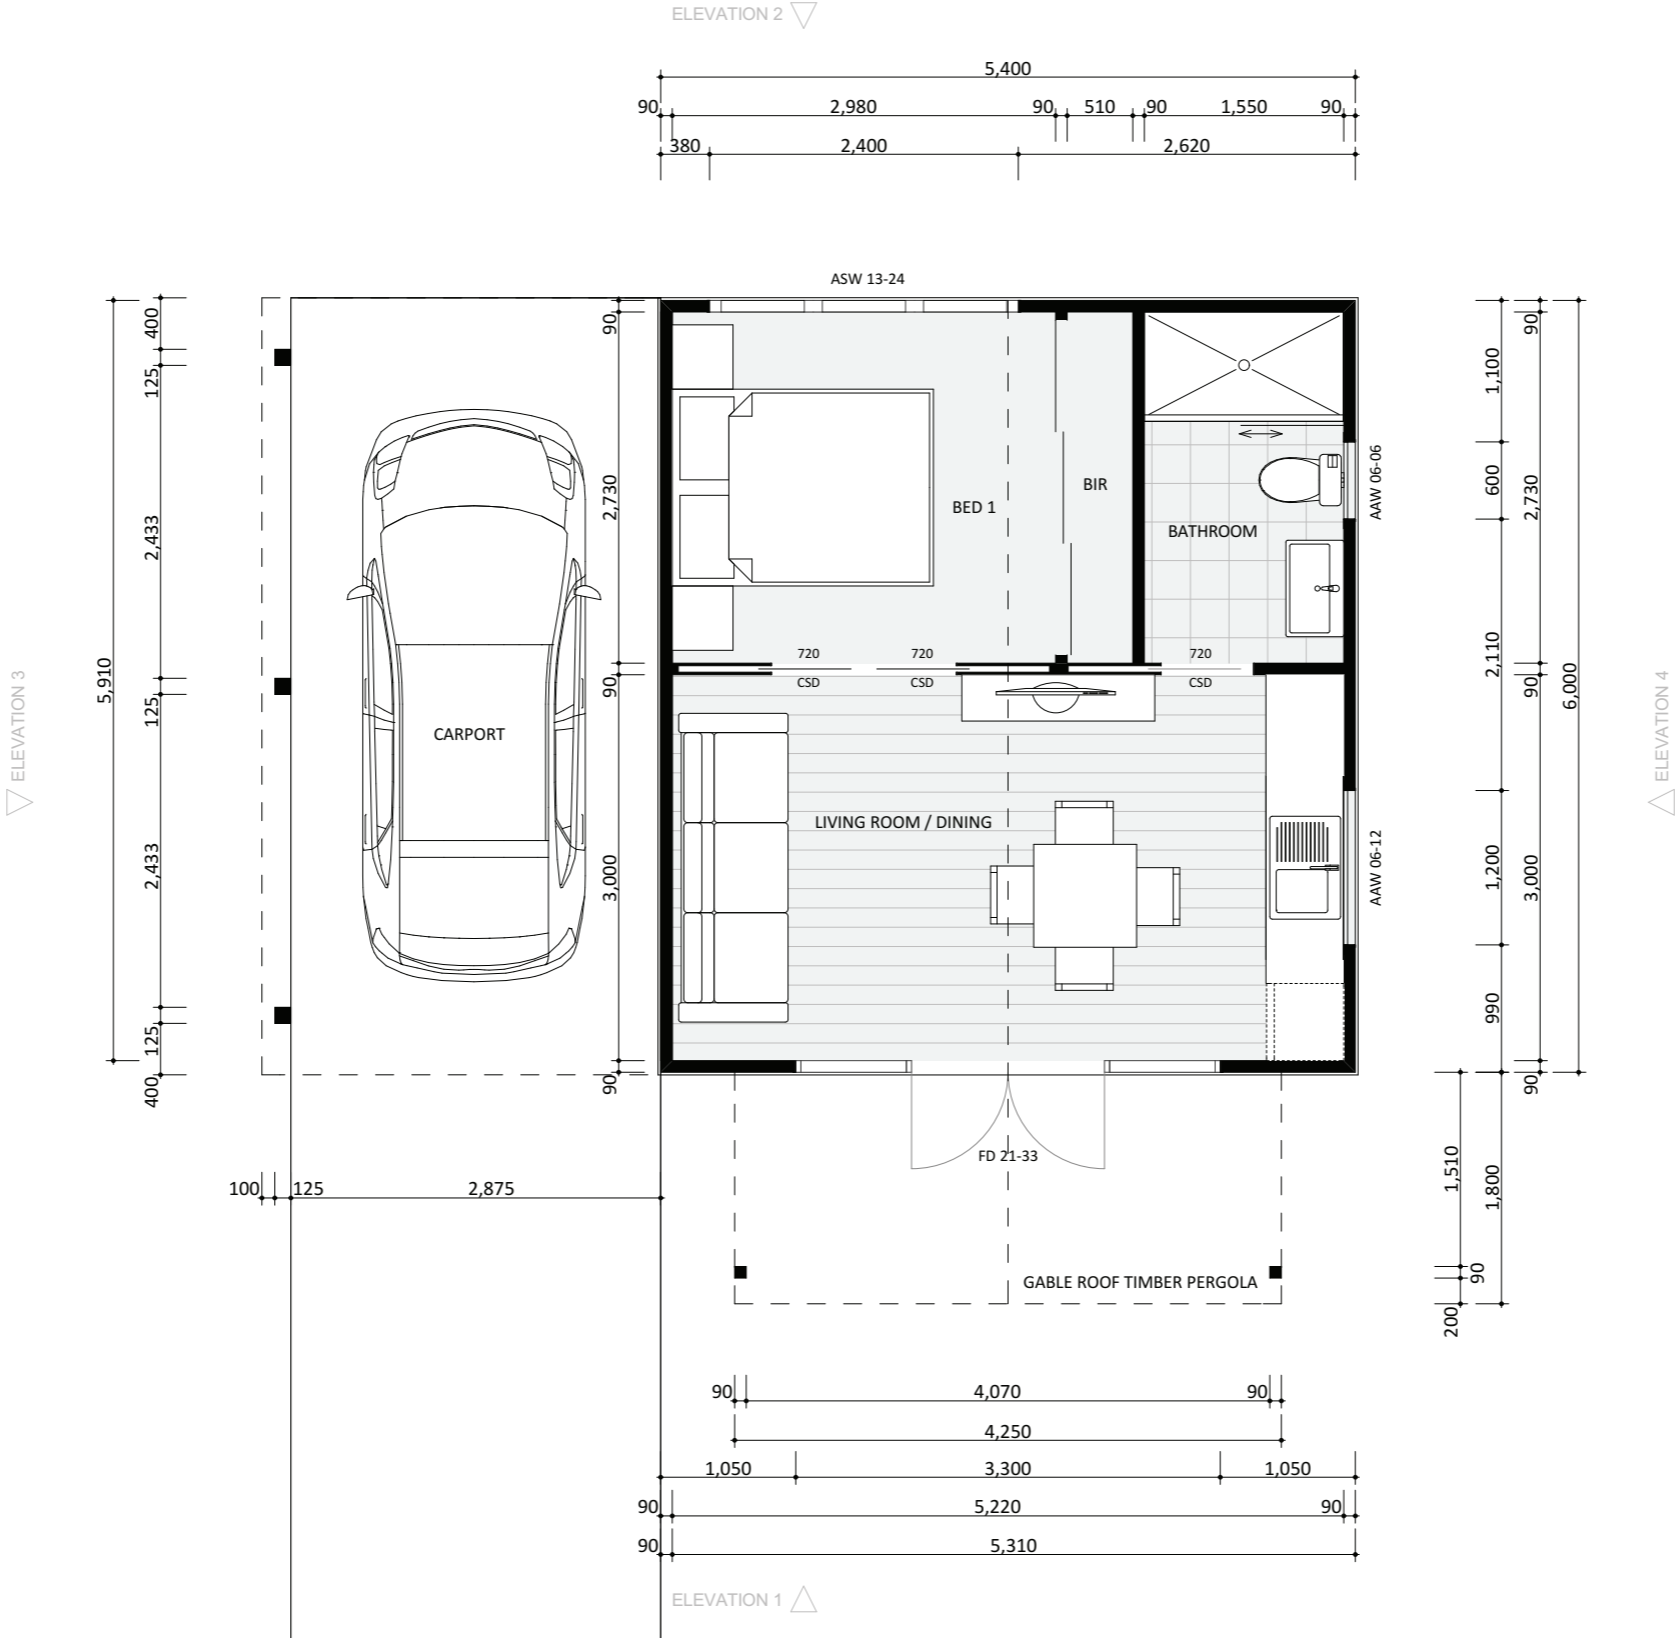 ELEVATION 2
5,400
90 2,980 90 510 90 1,550 90
380 2,400 2,620
ASW 13-24
400
125
2,433
125
2,433
125
400
5,910
90
2,730
90
3,000
90
BED 1
BIR
BATHROOM
720
CSD
720
CSD
720
CSD
CARPORT
LIVING ROOM / DINING
AAW 06-06
AAW 06-12
1,100
600
2,110
1,200
990
90
2,730
90
3,000
90
6,000
ELEVATION 3
ELEVATION 4
FD 21-33
GABLE ROOF TIMBER PERGOLA
100 125 2,875
1,510
90
200
1,800
90 4,070 90
4,250
1,050 3,300 1,050
90 5,220 90
90 5,310
ELEVATION 1